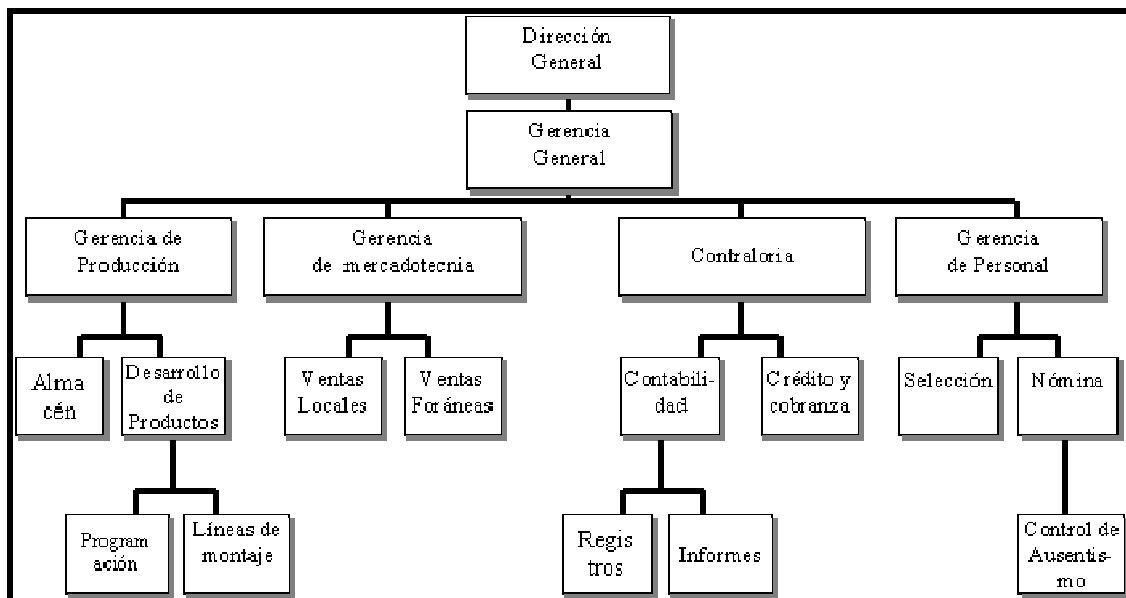 Dirección
General
Gerencia
General
Gerencia de
Producción
Gerencia
de mercadotecnia
Contraloria
Gerencia
de Personal
Alma
cén
Desarrollo
de
Productos
Ventas
Locales
Ventas
Foráneas
Contabili-
dad
Crédito y
cobranza
Selección
Nómina
Program
ación
Líneas de
montaje
Regis
tros
Informes
Control de
Ausentis-
mo